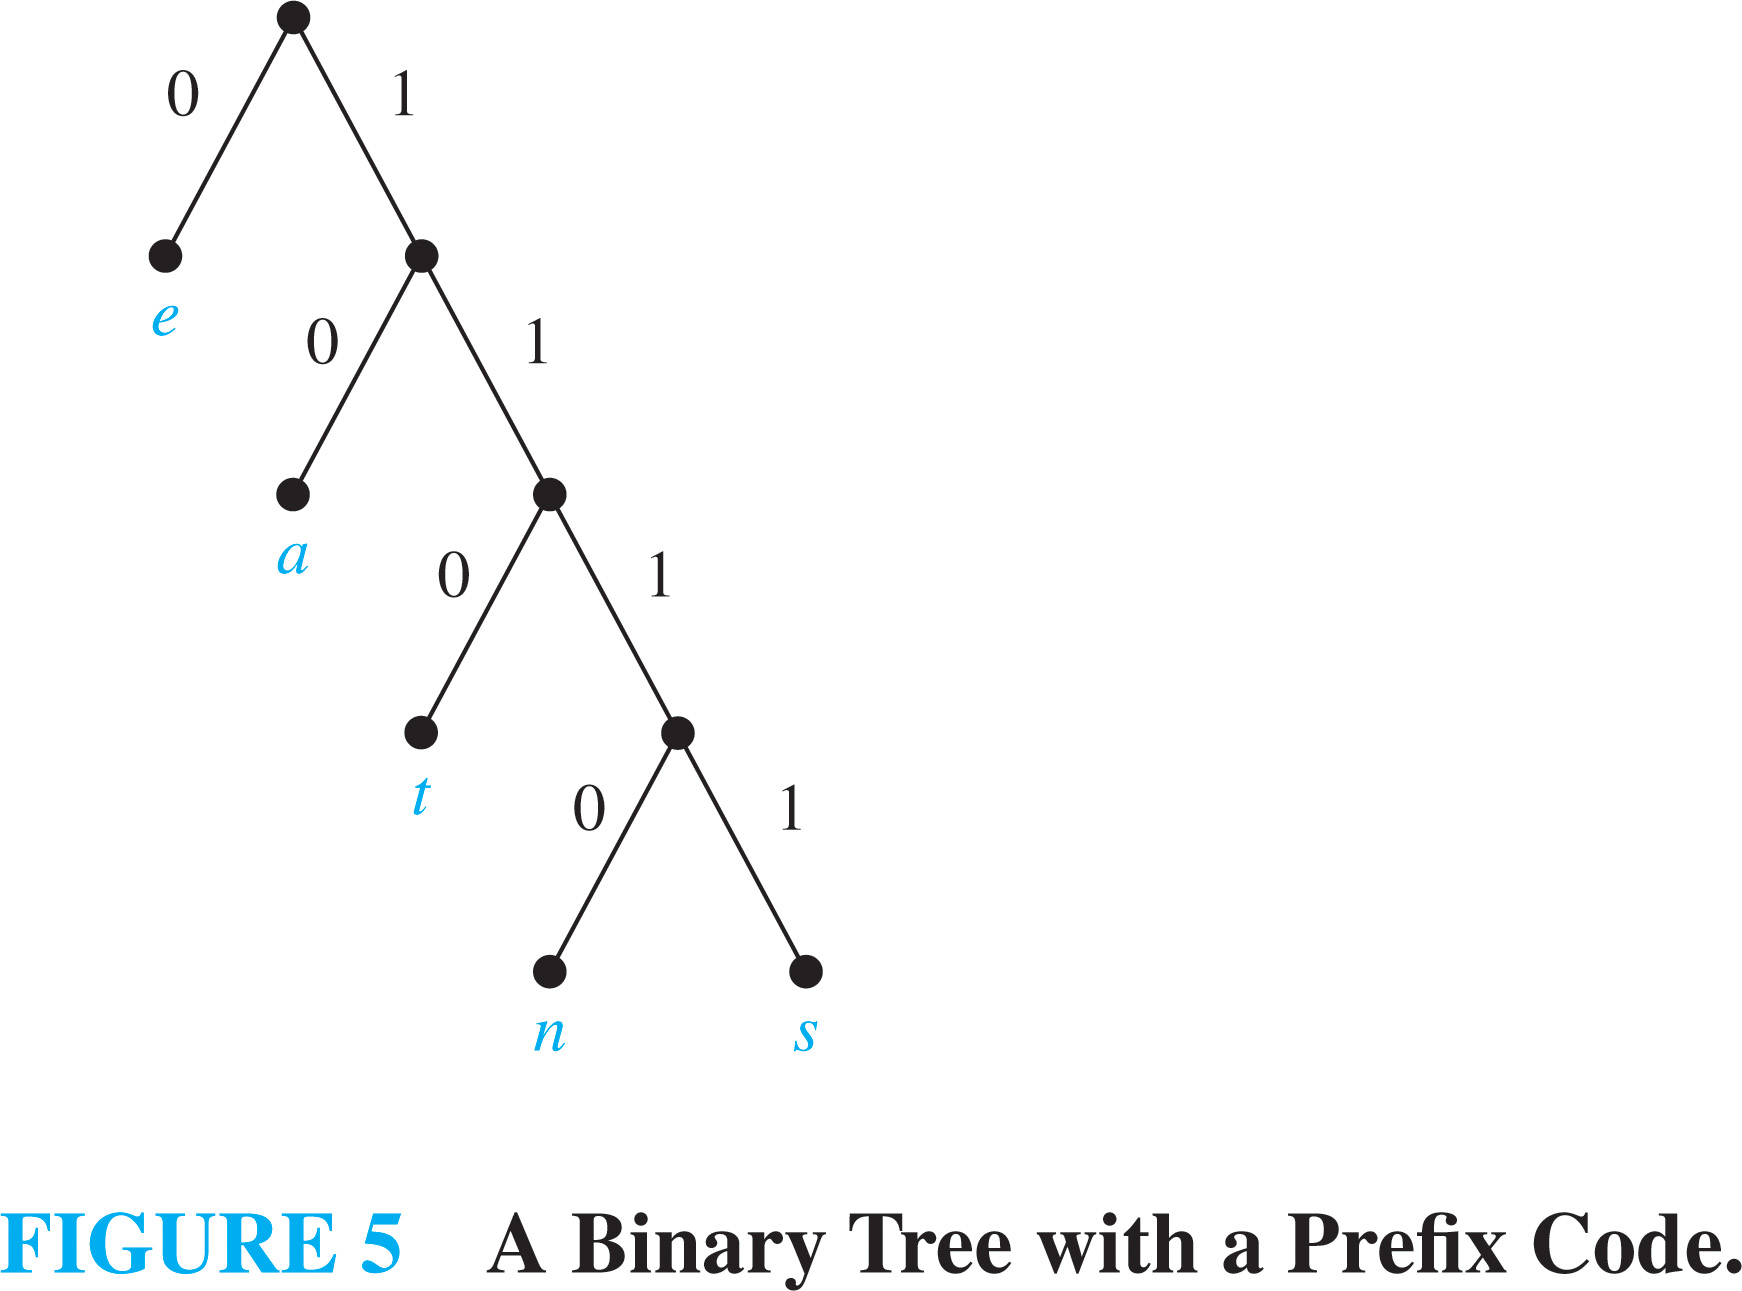 0 1
e
0 1
a
0 1
t
0 1
n s
FIGURE 5 A Binary Tree with a Prefix Code.